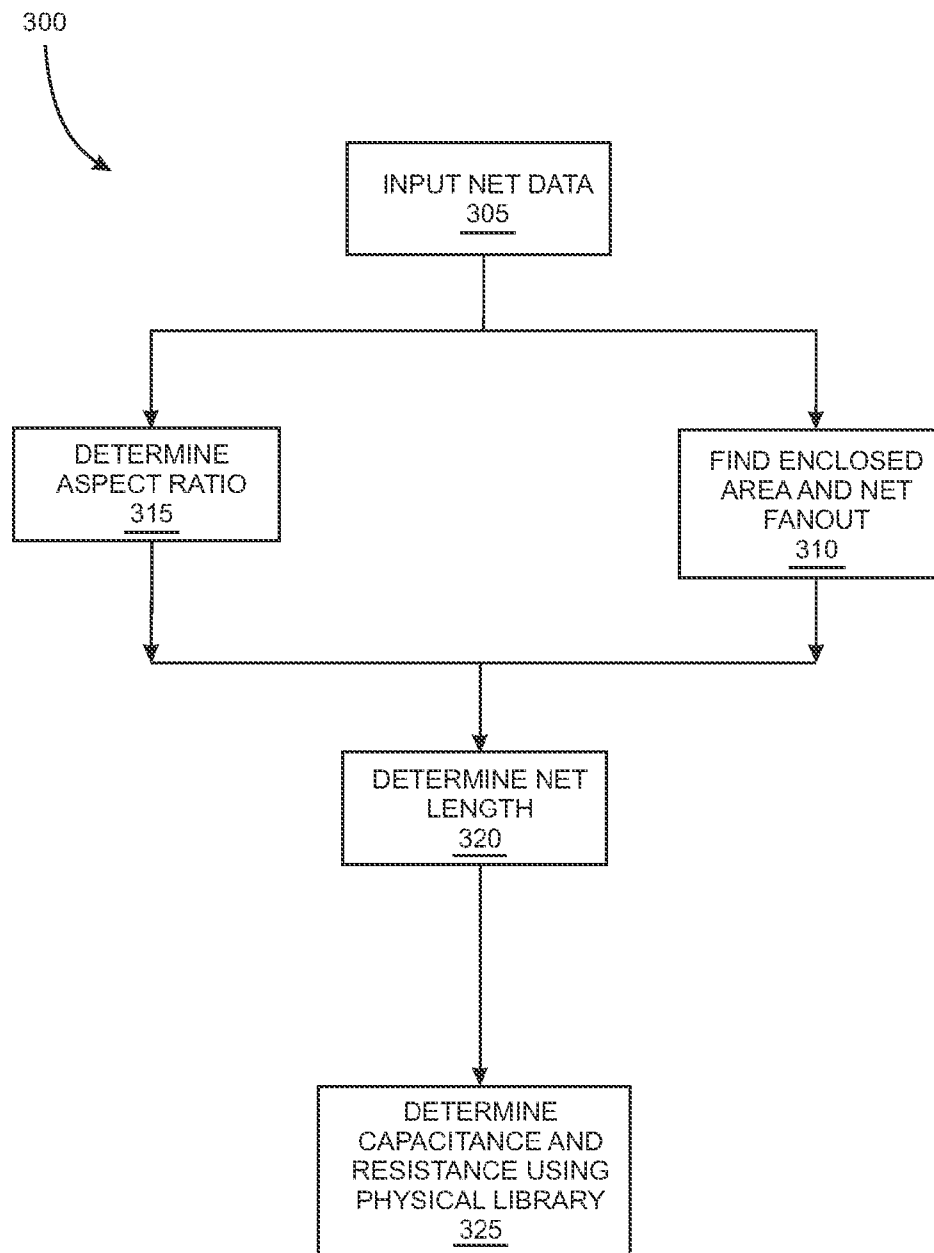 300
INPUT NET DATA
305
DETERMINE
ASPECT RATIO
315
FIND ENCLOSED
AREA AND NET
FANOUT
310
DETERMINE NET
LENGTH
320
DETERMINE
CAPACITANCE AND
RESISTANCE USING
PHYSICAL LIBRARY
325